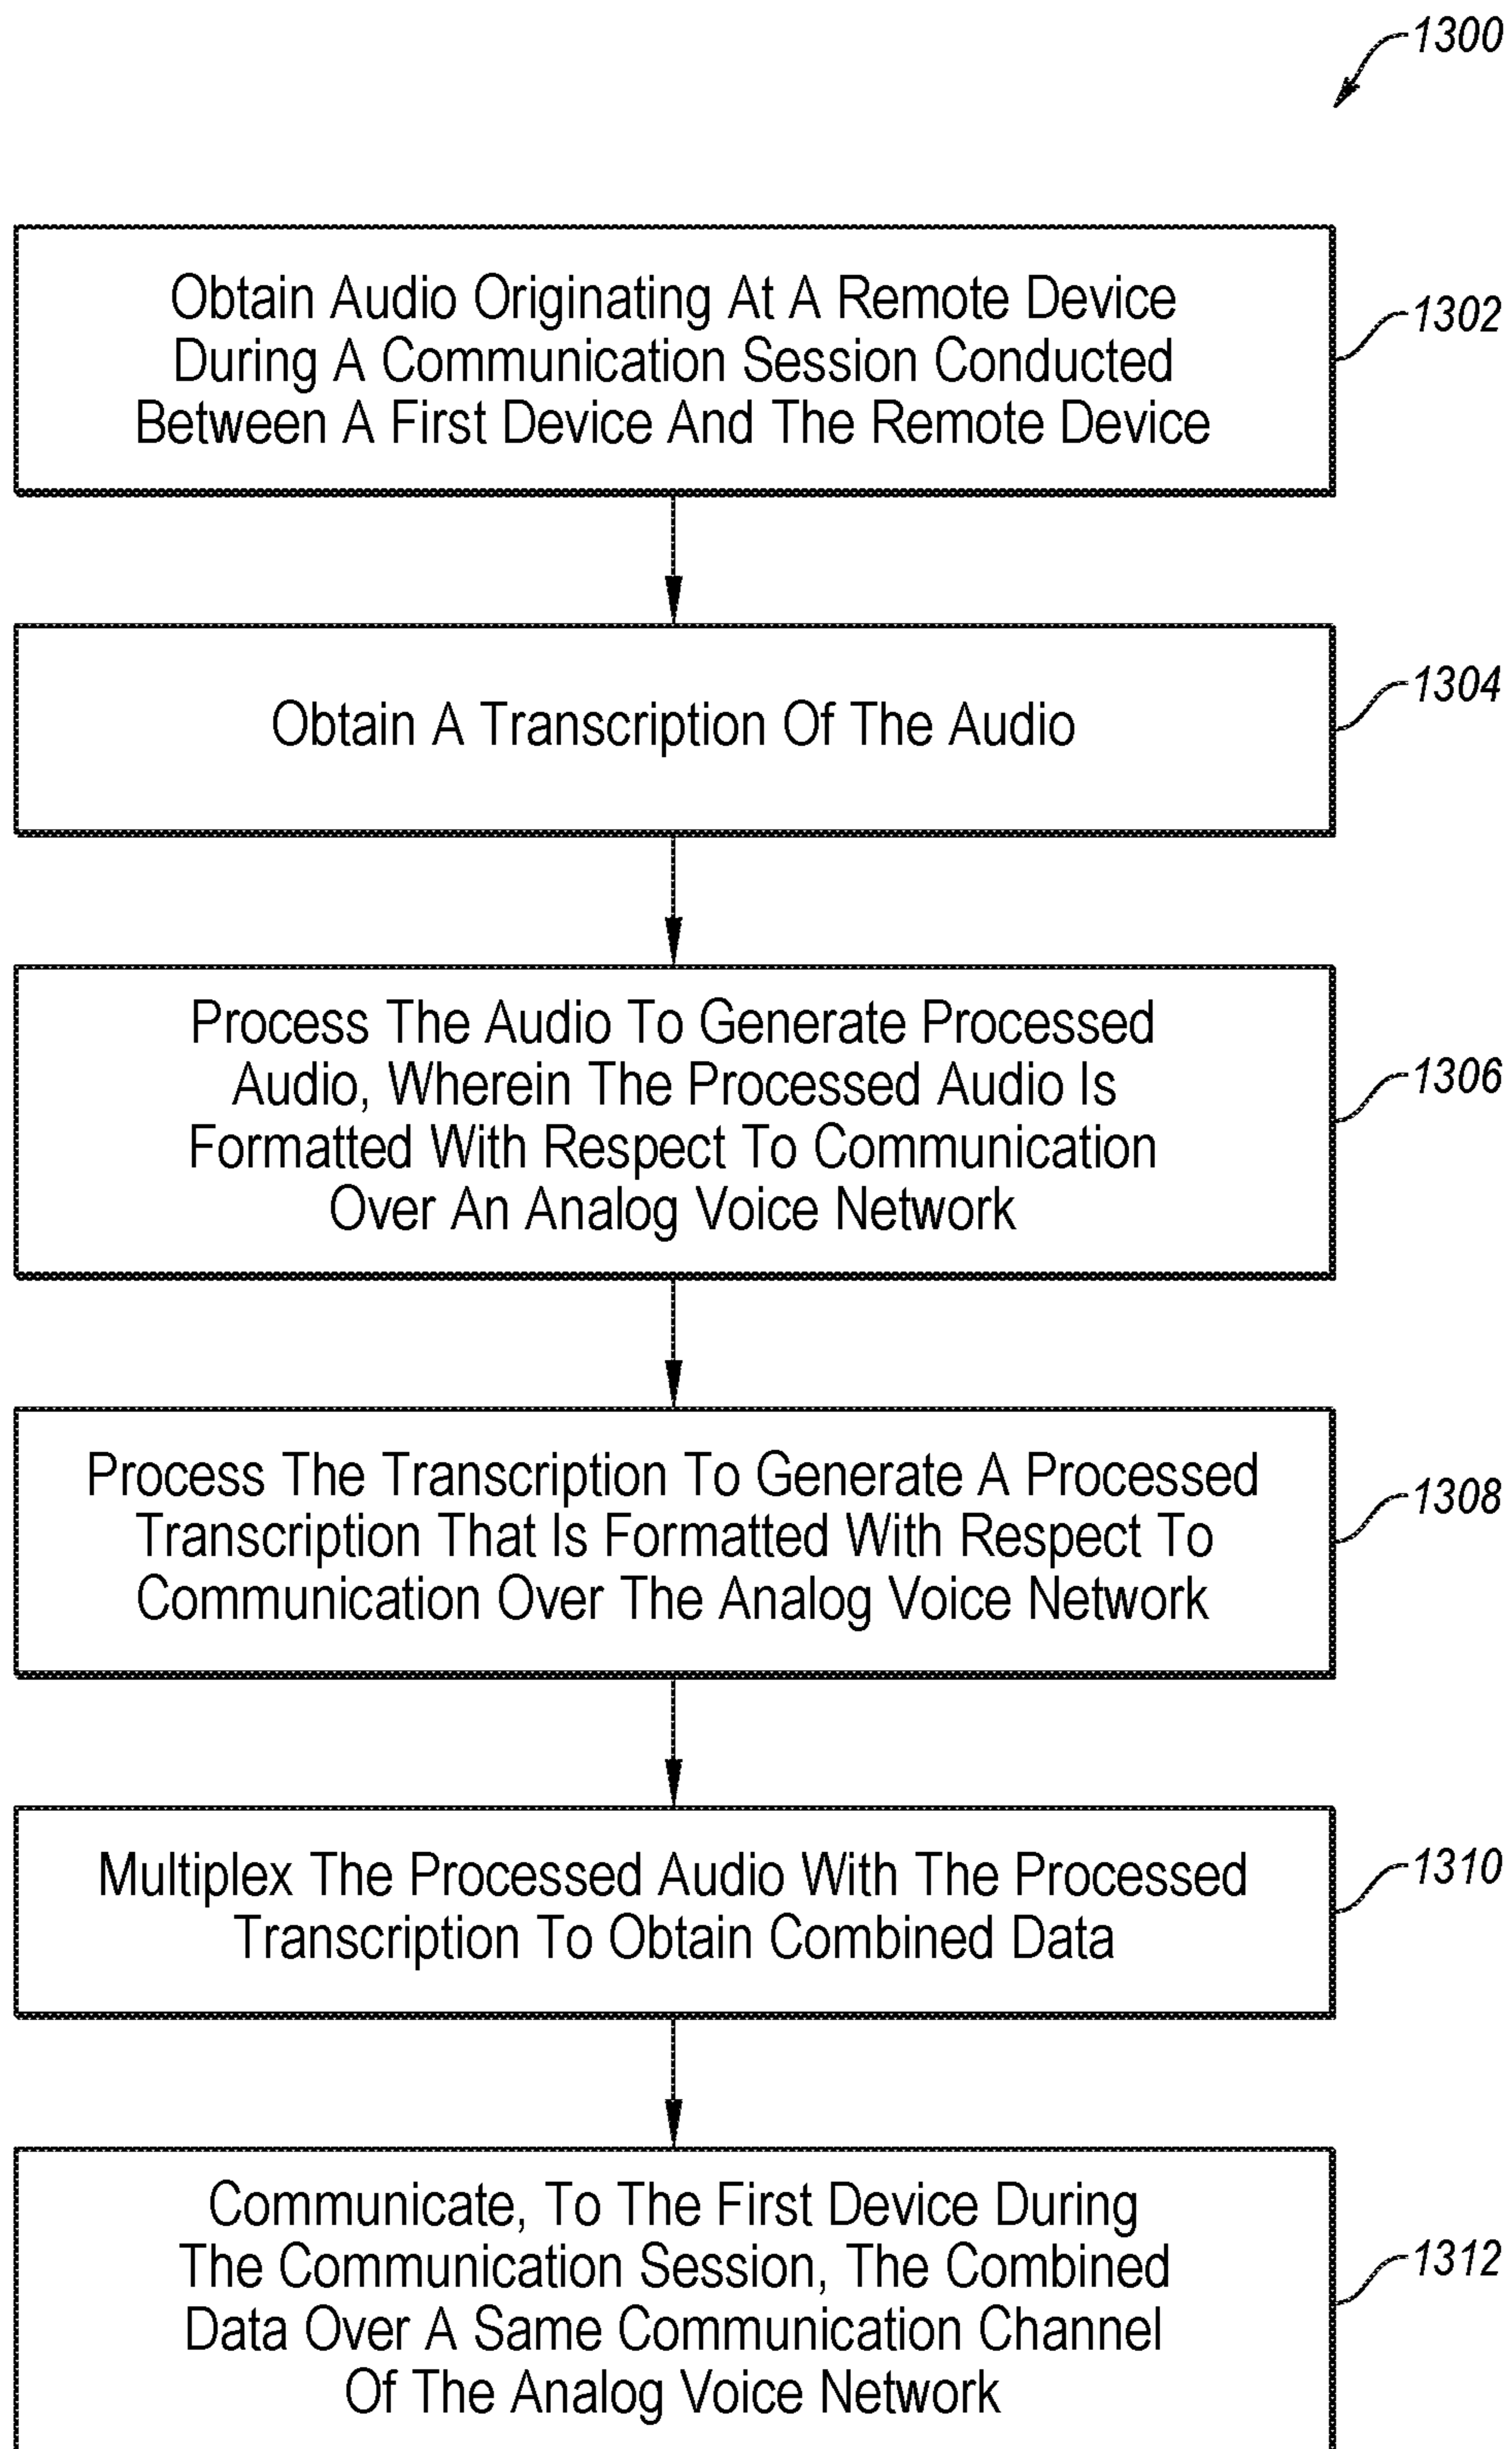 1300
Obtain Audio Originating At A Remote Device
During A Communication Session Conducted
Between A First Device And The Remote Device
1302
Obtain A Transcription Of The Audio
1304
Process The Audio To Generate Processed
Audio, Wherein The Processed Audio Is
Formatted With Respect To Communication
Over An Analog Voice Network
1306
Process The Transcription To Generate A Processed
Transcription That Is Formatted With Respect To
Communication Over The Analog Voice Network
1308
Multiplex The Processed Audio With The Processed
Transcription To Obtain Combined Data
1310
Communicate, To The First Device During
The Communication Session, The Combined
Data Over A Same Communication Channel
Of The Analog Voice Network
1312